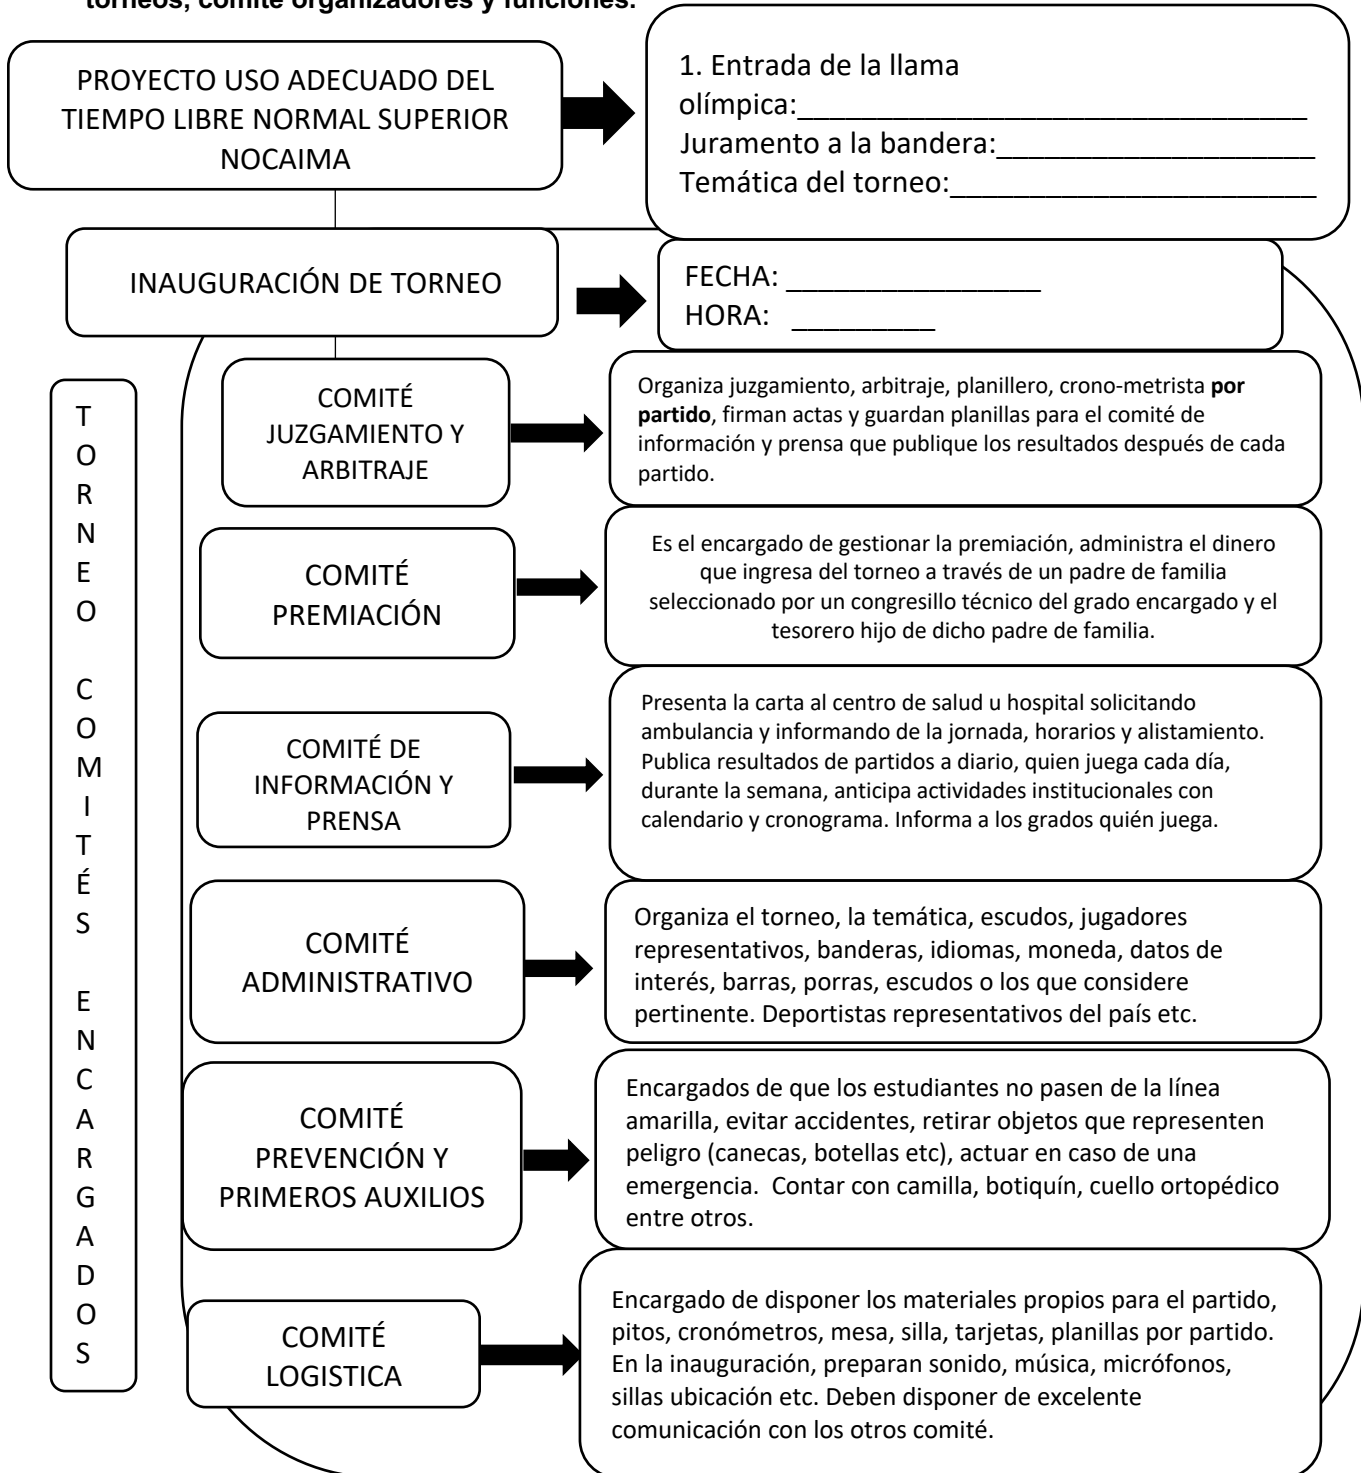 torneos, comité organizadores y funciones.
PROYECTO USO ADECUADO DEL
TIEMPO LIBRE NORMAL SUPERIOR
NOCAIMA
1. Entrada de la llama
olímpica:________________________________
Juramento a la bandera:____________________
Temática del torneo:_______________________
INAUGURACIÓN DE TORNEO
FECHA: ________________
HORA: _________
TORNEO COMITÉS ENCARGADOS
COMITÉ
JUZGAMIENTO Y
ARBITRAJE
Organiza juzgamiento, arbitraje, planillero, crono-metrista por
partido, firman actas y guardan planillas para el comité de
información y prensa que publique los resultados después de cada
partido.
COMITÉ
PREMIACIÓN
Es el encargado de gestionar la premiación, administra el dinero
que ingresa del torneo a través de un padre de familia
seleccionado por un congresillo técnico del grado encargado y el
tesorero hijo de dicho padre de familia.
COMITÉ DE
INFORMACIÓN Y
PRENSA
Presenta la carta al centro de salud u hospital solicitando
ambulancia y informando de la jornada, horarios y alistamiento.
Publica resultados de partidos a diario, quien juega cada día,
durante la semana, anticipa actividades institucionales con
calendario y cronograma. Informa a los grados quién juega.
COMITÉ
ADMINISTRATIVO
Organiza el torneo, la temática, escudos, jugadores
representativos, banderas, idiomas, moneda, datos de
interés, barras, porras, escudos o los que considere
pertinente. Deportistas representativos del país etc.
COMITÉ
PREVENCIÓN Y
PRIMEROS AUXILIOS
Encargados de que los estudiantes no pasen de la línea
amarilla, evitar accidentes, retirar objetos que representen
peligro (canecas, botellas etc), actuar en caso de una
emergencia. Contar con camilla, botiquín, cuello ortopédico
entre otros.
COMITÉ
LOGISTICA
Encargado de disponer los materiales propios para el partido,
pitos, cronómetros, mesa, silla, tarjetas, planillas por partido.
En la inauguración, preparan sonido, música, micrófonos,
sillas ubicación etc. Deben disponer de excelente
comunicación con los otros comité.